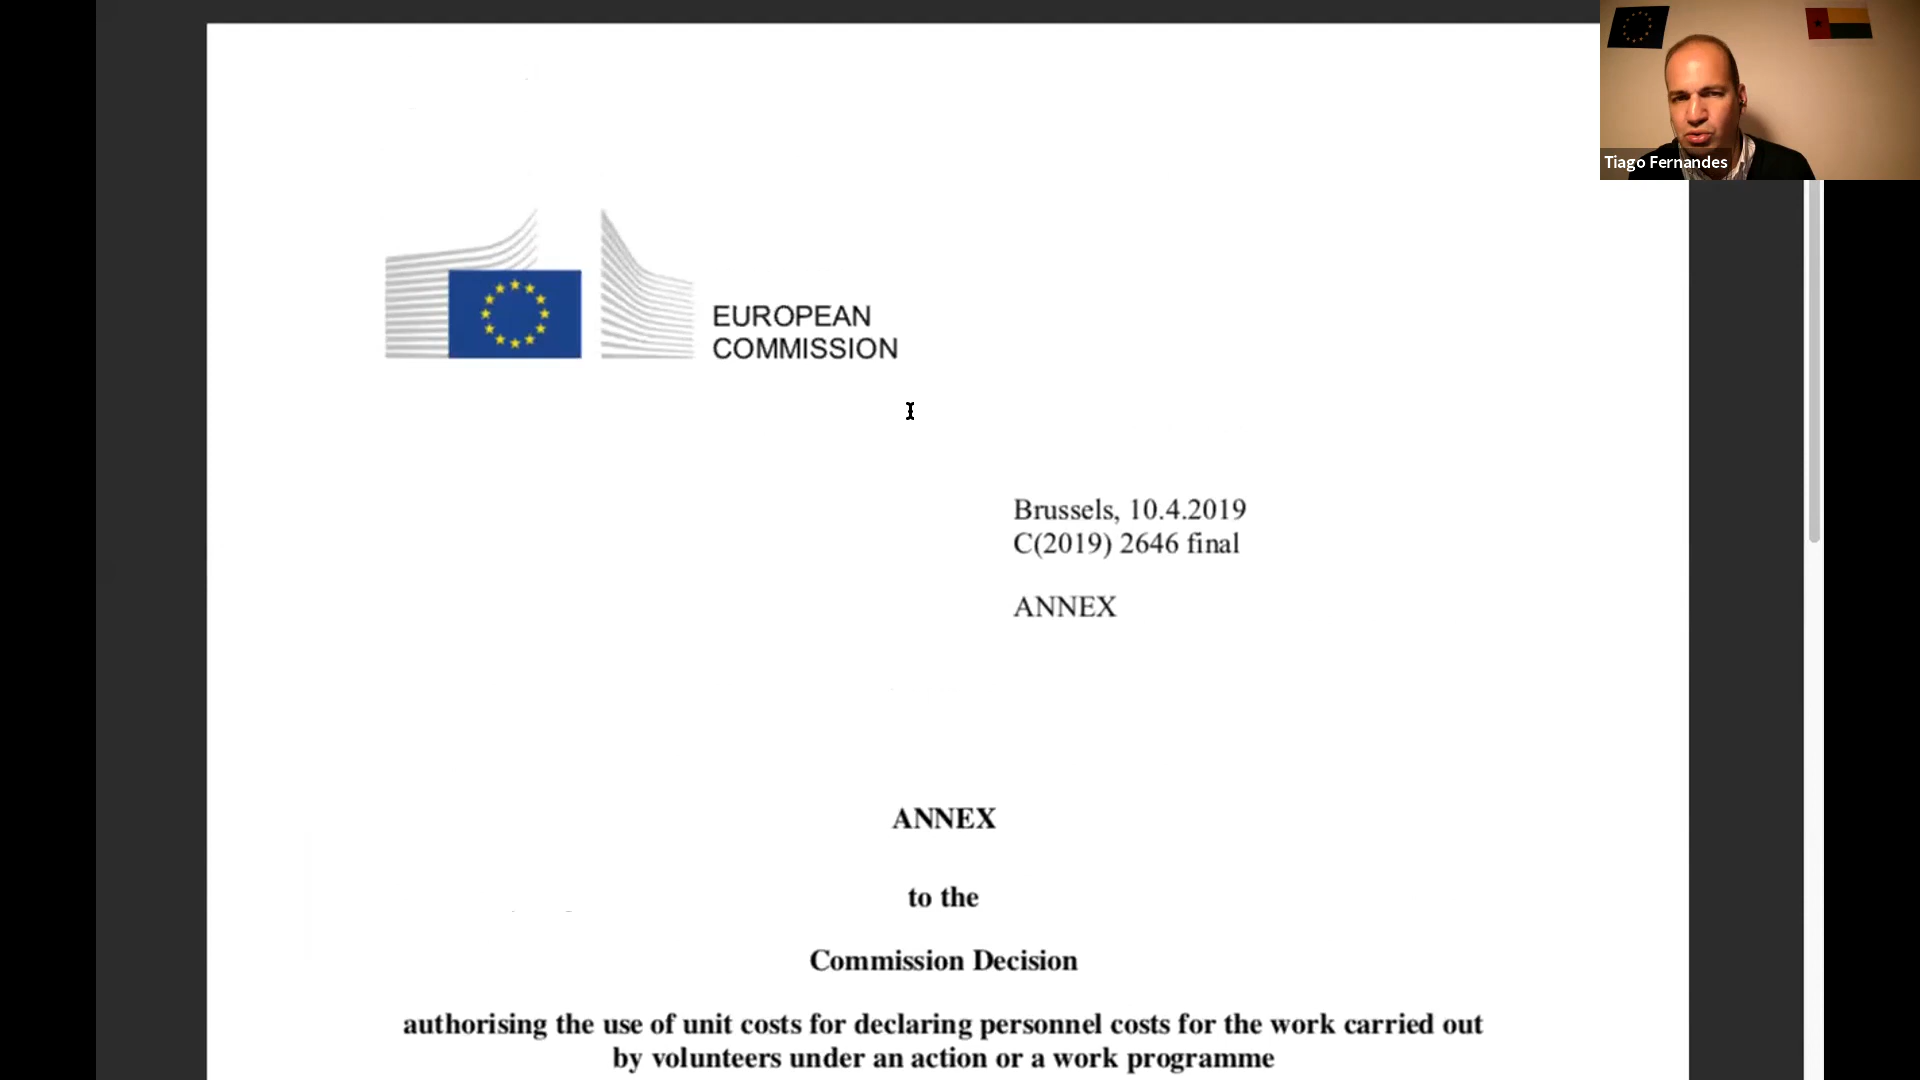 Tiago Fernandes
EUROPEAN
COMMISSION
Brussels, 10.4.2019
C(2019) 2646 final
ANNEX
ANNEX
to the
Commission Decision
authorising the use of unit costs for declaring personnel costs for the work carried out
by volunteers under an action or a work programme